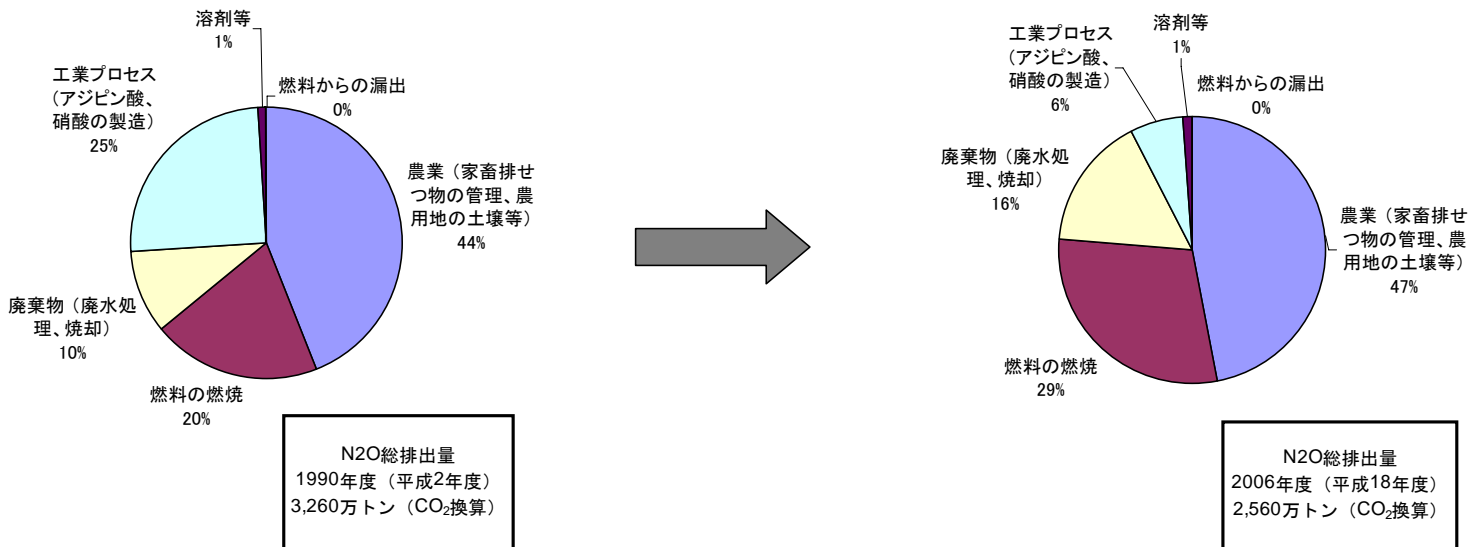 溶剤等
1%
燃料からの漏出
0%
工業プロセス
（アジピン酸、
硝酸の製造）
25%
農業（家畜排せ
つ物の管理、農
用地の土壌等）
44%
廃棄物（廃水処
理、焼却）
10%
燃料の燃焼
20%
N2O総排出量
1990年度（平成2年度）
3,260万トン（CO₂換算）
溶剤等
1%
工業プロセス
（アジピン酸、
硝酸の製造）
6%
燃料からの漏出
0%
廃棄物（廃水処
理、焼却）
16%
農業（家畜排せ
つ物の管理、農
用地の土壌等）
47%
燃料の燃焼
29%
N2O総排出量
2006年度（平成18年度）
2,560万トン（CO₂換算）